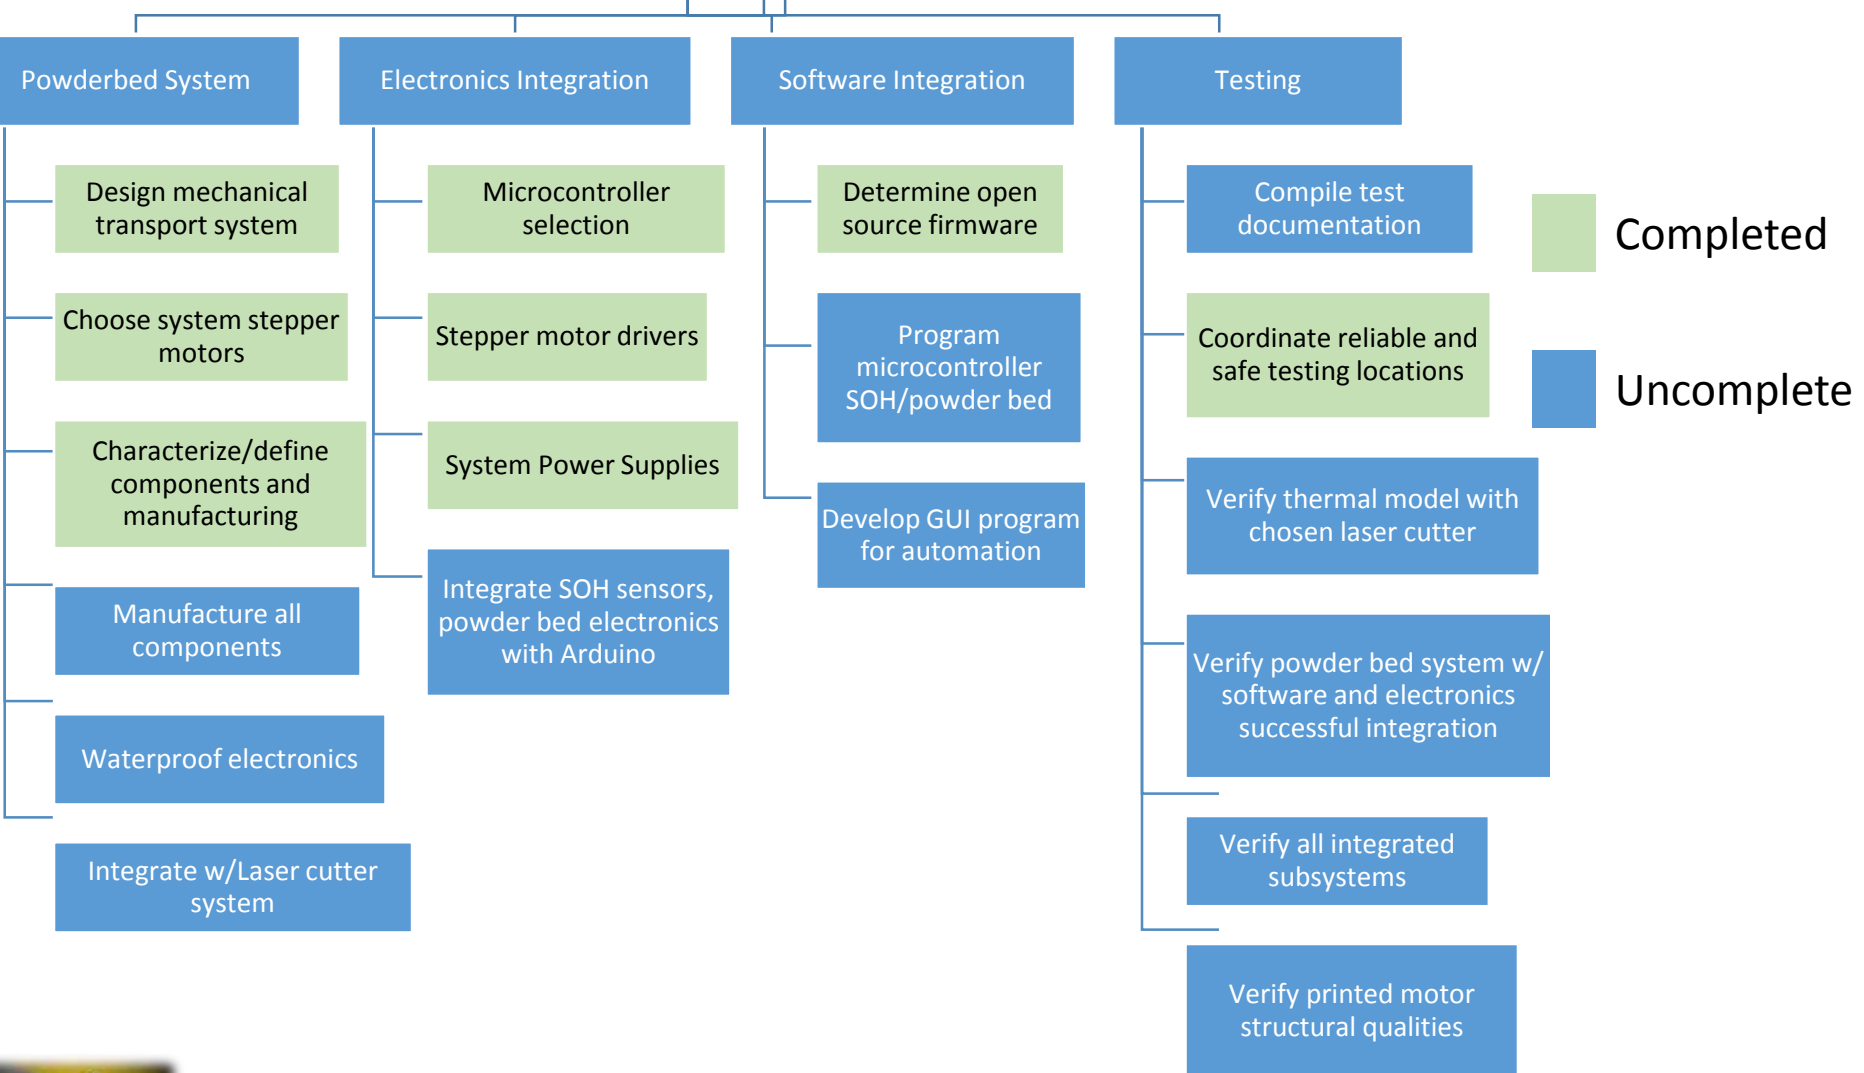 Powderbed System
Electronics Integration
Software Integration
Testing
Design mechanical
transport system
Choose system stepper
motors
Characterize/define
components and
manufacturing
Manufacture all
components
Waterproof electronics
Integrate w/Laser cutter
system
Microcontroller
selection
Stepper motor drivers
System Power Supplies
Integrate SOH sensors,
powder bed electronics
with Arduino
Determine open
source firmware
Program
microcontroller
SOH/powder bed
Develop GUI program
for automation
Compile test
documentation
Coordinate reliable and
safe testing locations
Verify thermal model with
chosen laser cutter
Verify powder bed system w/
software and electronics
successful integration
Verify all integrated
subsystems
Verify printed motor
structural qualities
Completed
Uncomplete